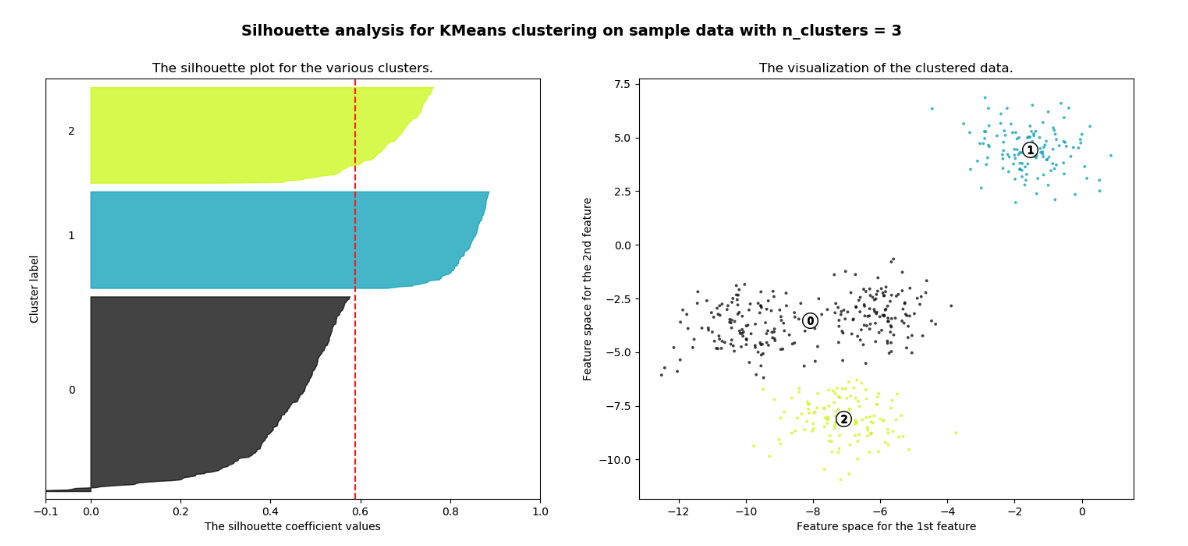 Silhouette analysis for KMeans clustering on sample data with n_clusters = 3
The silhouette plot for the various clusters.
Cluster label
2
1
0
−0.1 0.0 0.2 0.4 0.6 0.8 1.0
The silhouette coefficient values
The visualization of the clustered data.
Feature space for the 2nd feature
7.5
5.0
2.5
0.0
−2.5
−5.0
−7.5
−10.0
1
0
2
−12 −10 −8 −6 −4 −2 0
Feature space for the 1st feature